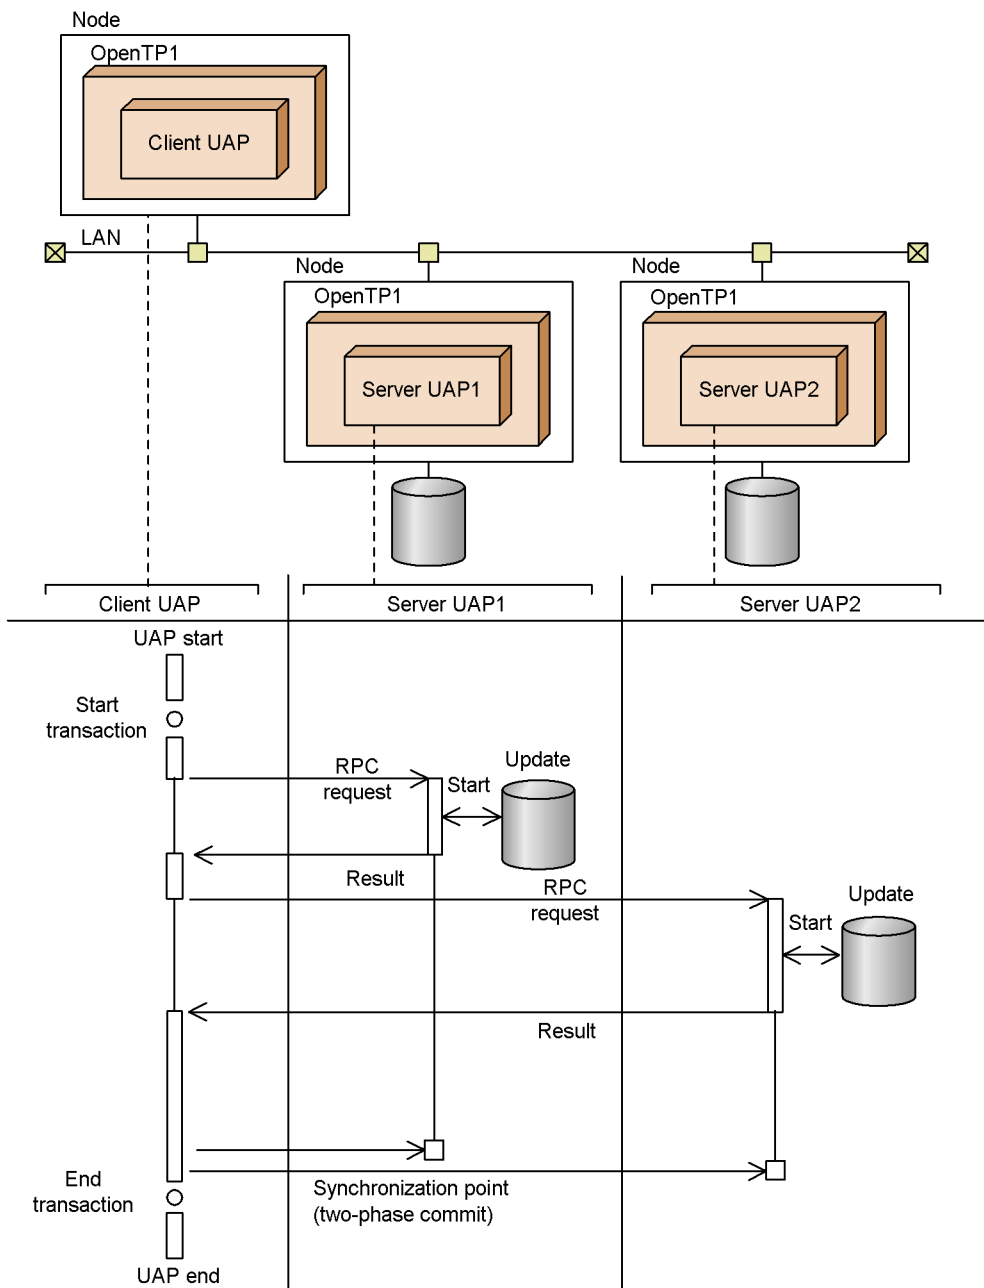 Node
OpenTP1
Client UAP
LAN
Node
OpenTP1
Server UAP1
Node
OpenTP1
Server UAP2
Client UAP
Server UAP1
Server UAP2
UAP start
Start
transaction
RPC
request
Start
Update
Result
RPC
request
Start
Update
Result
End
transaction
Synchronization point
(two-phase commit)
UAP end